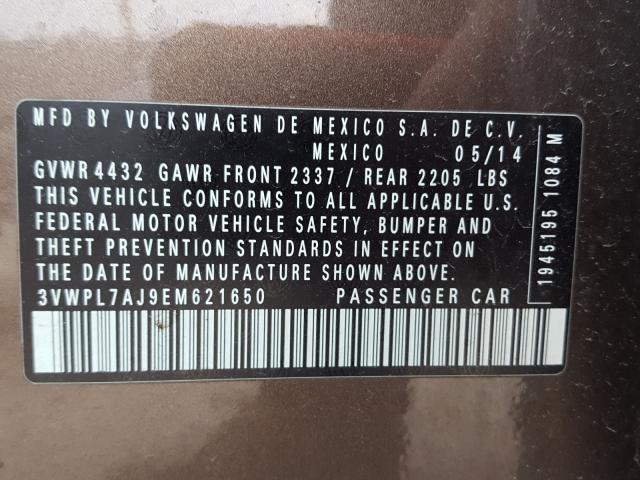 MFD BY VOLKSWAGEN DE MEXICO S.A. DE C.V.
MEXICO 05/14
GVWR 4432 GAWR FRONT 2337 / REAR 2205 LBS
THIS VEHICLE CONFORMS TO ALL APPLICABLE U.S.
FEDERAL MOTOR VEHICLE SAFETY, BUMPER AND
THEFT PREVENTION STANDARDS IN EFFECT ON
THE DATE OF MANUFACTURE SHOWN ABOVE.
3VWPL7AJ9EM621650 PASSENGER CAR
1945195 1084 M